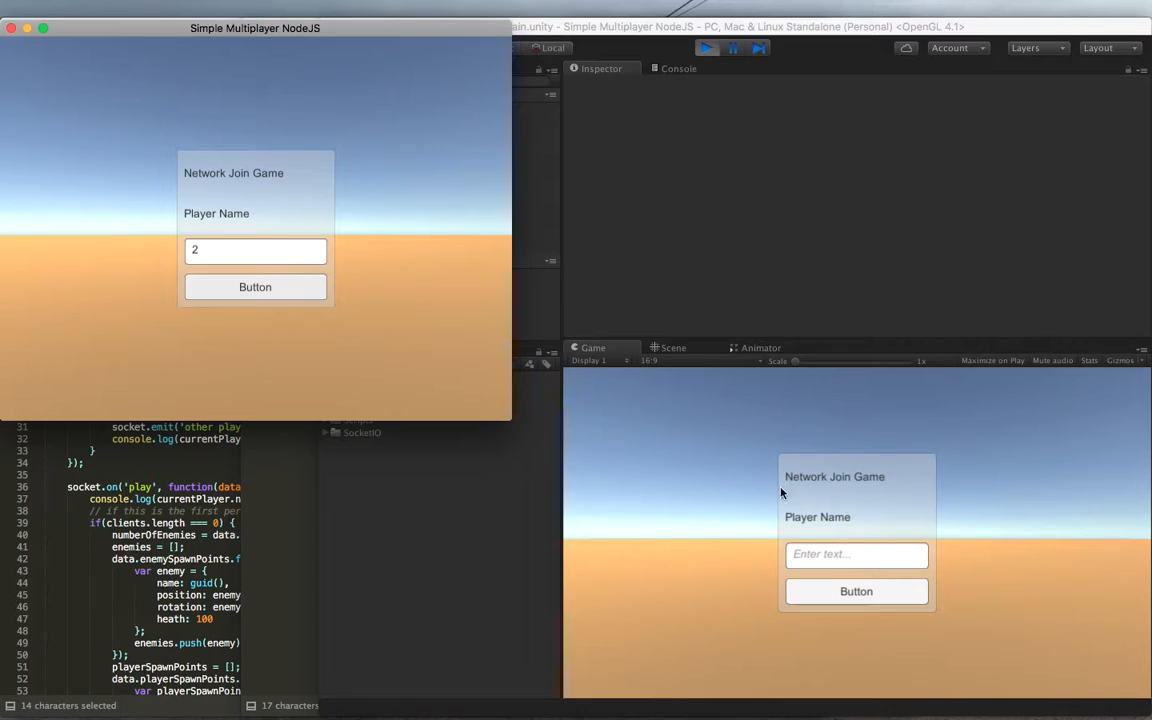 Simple Multiplayer NodeJS
ain.unity - Simple Multiplayer NodeJS - PC, Mac & Linux Standalone (Personal) <OpenGL 4.1>
Local
Account
Layers
Layout
Inspector
Console
Network Join Game
Player Name
2
Button
Game
Scene
Animator
Display 1
16:9
Scale
1x
Maximize on Play
Mute audio
Stats
Gizmos
SocketIO
31 socket.emit('other play
32 console.log(currentPlay
33 }
34 });
35
36 socket.on('play', function(data
37 console.log(currentPlayer.n
38 // if this is the first per
39 if(clients.length === 0) {
40 numberOfEnemies = data.
41 enemies = [];
42 data.enemySpawnPoints.f
43 var enemy = {
44 name: guid(),
45 position: enemy
46 rotation: enemy
47 heath: 100
48 };
49 enemies.push(enemy)
50 });
51 playerSpawnPoints = [];
52 data.playerSpawnPoints.
53 var playerSpawnPoin
14 characters selected
17 characters
Network Join Game
Player Name
Enter text...
Button